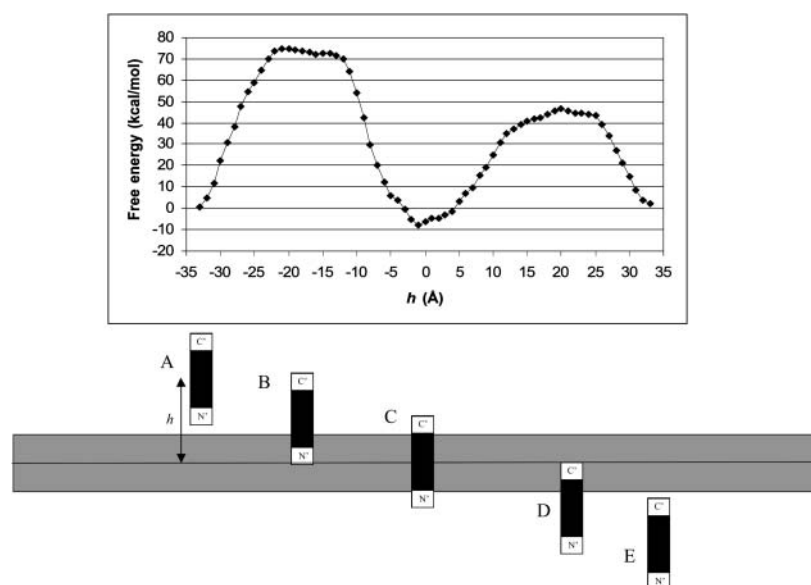 80
70
60
50
40
30
20
10
0
-10
-20
Free energy (kcal/mol)
-35 -30 -25 -20 -15 -10 -5 0 5 10 15 20 25 30 35
h (Å)
A
C'
N'
h
B
C'
N'
C
C'
N'
D
C'
N'
E
C'
N'